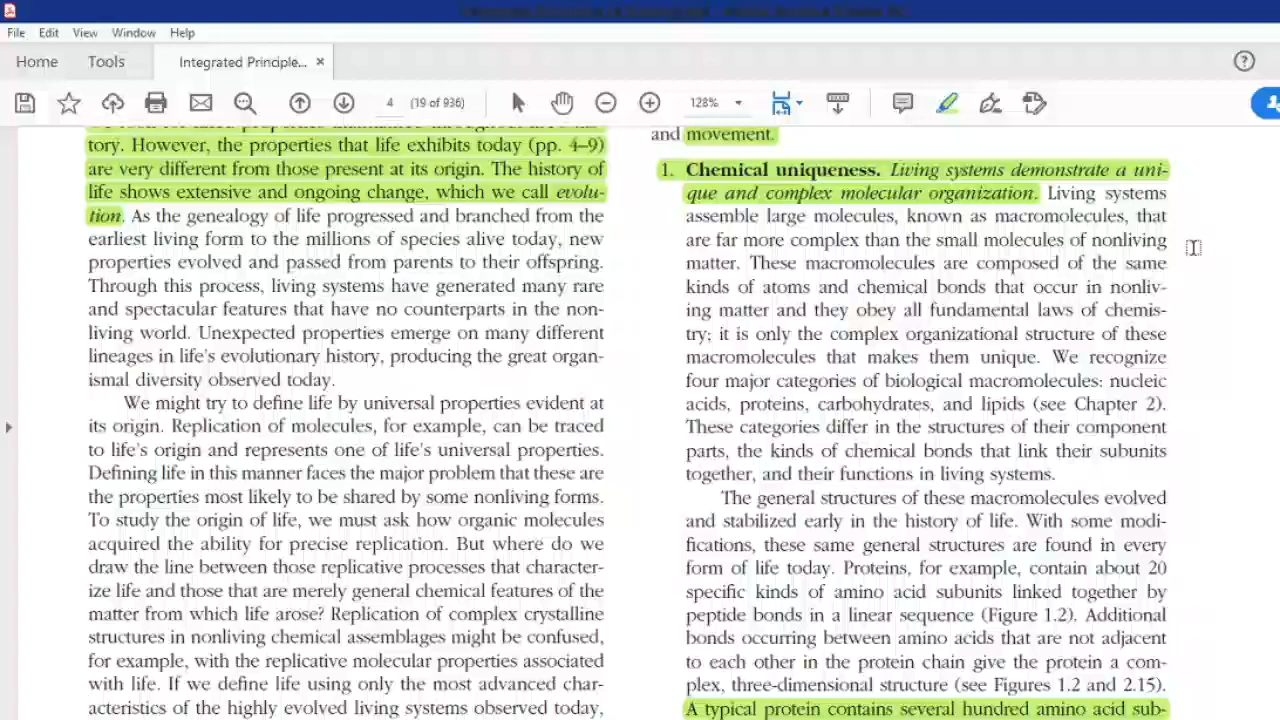 File Edit View Window Help
Home Tools Integrated Principle... ×
4 (19 of 936) 128%
tory. However, the properties that life exhibits today (pp. 4–9)
are very different from those present at its origin. The history of
life shows extensive and ongoing change, which we call evolu-
tion. As the genealogy of life progressed and branched from the
earliest living form to the millions of species alive today, new
properties evolved and passed from parents to their offspring.
Through this process, living systems have generated many rare
and spectacular features that have no counterparts in the non-
living world. Unexpected properties emerge on many different
lineages in life's evolutionary history, producing the great organ-
ismal diversity observed today.
We might try to define life by universal properties evident at
its origin. Replication of molecules, for example, can be traced
to life's origin and represents one of life's universal properties.
Defining life in this manner faces the major problem that these are
the properties most likely to be shared by some nonliving forms.
To study the origin of life, we must ask how organic molecules
acquired the ability for precise replication. But where do we
draw the line between those replicative processes that character-
ize life and those that are merely general chemical features of the
matter from which life arose? Replication of complex crystalline
structures in nonliving chemical assemblages might be confused,
for example, with the replicative molecular properties associated
with life. If we define life using only the most advanced char-
acteristics of the highly evolved living systems observed today,
and movement.
1. Chemical uniqueness. Living systems demonstrate a uni-
que and complex molecular organization. Living systems
assemble large molecules, known as macromolecules, that
are far more complex than the small molecules of nonliving
matter. These macromolecules are composed of the same
kinds of atoms and chemical bonds that occur in nonliv-
ing matter and they obey all fundamental laws of chemis-
try; it is only the complex organizational structure of these
macromolecules that makes them unique. We recognize
four major categories of biological macromolecules: nucleic
acids, proteins, carbohydrates, and lipids (see Chapter 2).
These categories differ in the structures of their component
parts, the kinds of chemical bonds that link their subunits
together, and their functions in living systems.
The general structures of these macromolecules evolved
and stabilized early in the history of life. With some modi-
fications, these same general structures are found in every
form of life today. Proteins, for example, contain about 20
specific kinds of amino acid subunits linked together by
peptide bonds in a linear sequence (Figure 1.2). Additional
bonds occurring between amino acids that are not adjacent
to each other in the protein chain give the protein a com-
plex, three-dimensional structure (see Figures 1.2 and 2.15).
A typical protein contains several hundred amino acid sub-